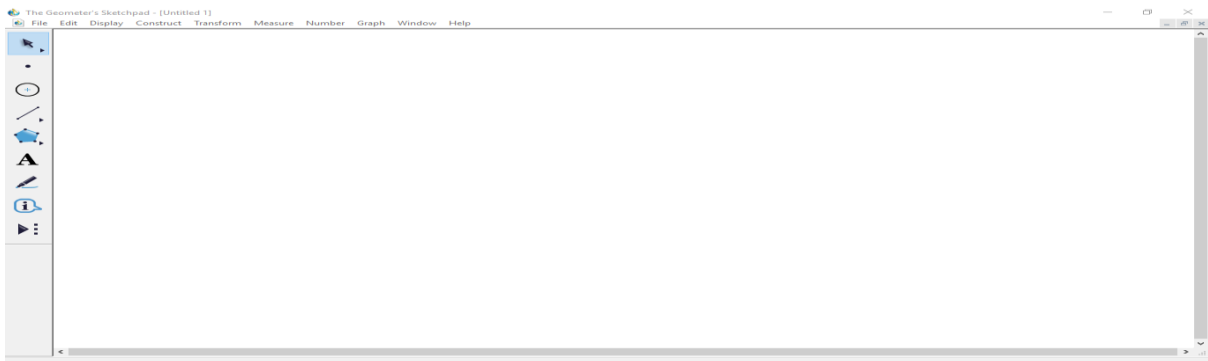 The Geometer's Sketchpad - [Untitled 1]
File Edit Display Construct Transform Measure Number Graph Window Help
A
i